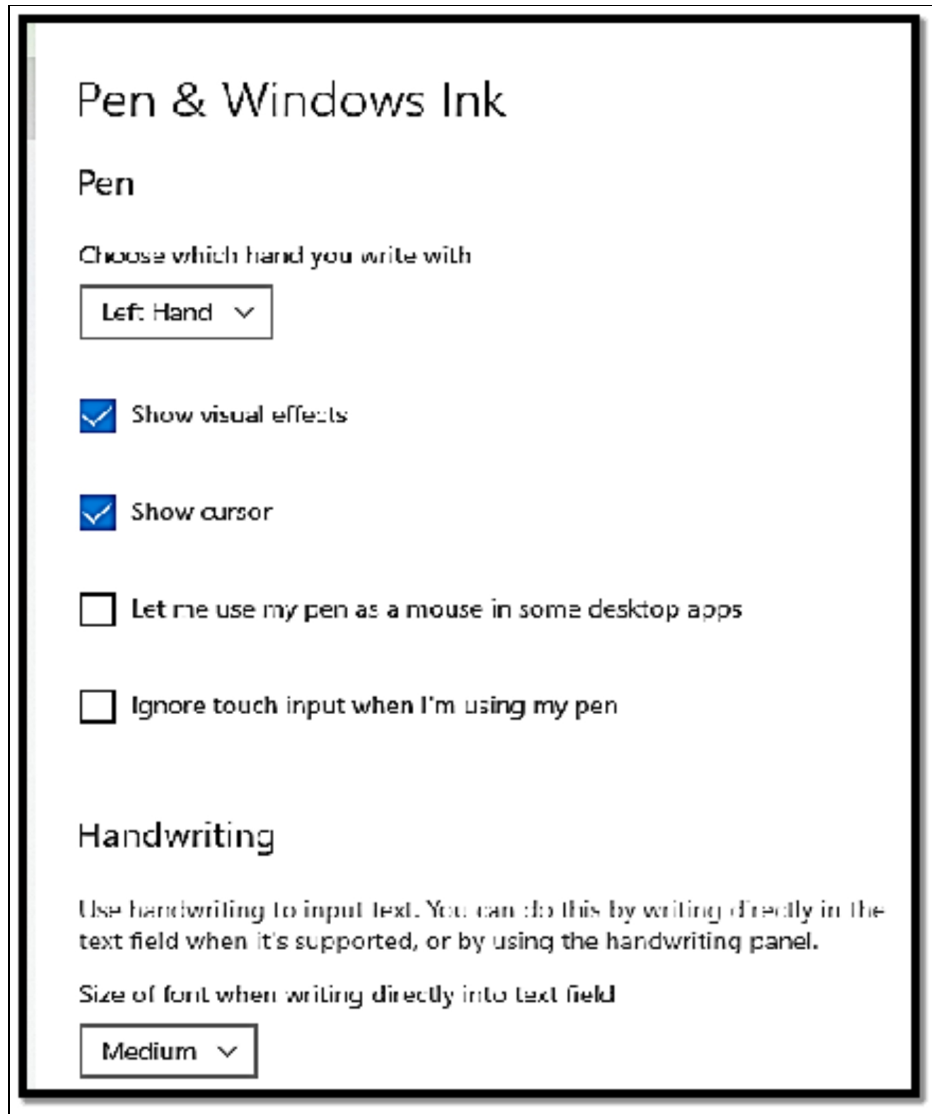 Pen & Windows Ink
Pen
Choose which hand you write with
Left Hand
Show visual effects
Show cursor
Let me use my pen as a mouse in some desktop apps
Ignore touch input when I'm using my pen
Handwriting
Use handwriting to input text. You can do this by writing directly in the
text field when it's supported, or by using the handwriting panel.
Size of font when writing directly into text field
Medium